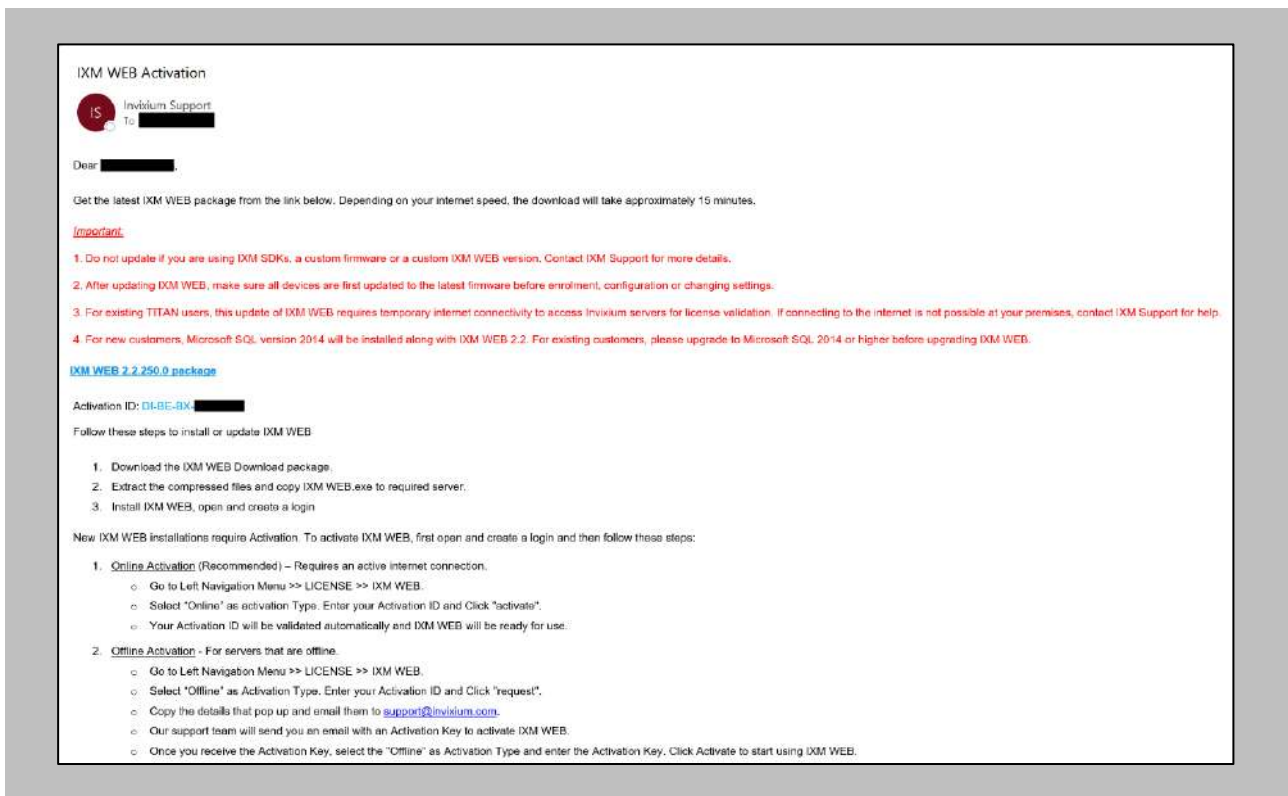 IXM WEB Activation
IS
Invixium Support
To
Dear ,
Get the latest IXM WEB package from the link below. Depending on your internet speed, the download will take approximately 15 minutes.
Important:
1. Do not update if you are using IXM SDKs, a custom firmware or a custom IXM WEB version. Contact IXM Support for more details.
2. After updating IXM WEB, make sure all devices are first updated to the latest firmware before enrolment, configuration or changing settings.
3. For existing TITAN users, this update of IXM WEB requires temporary internet connectivity to access Invixium servers for license validation. If connecting to the internet is not possible at your premises, contact IXM Support for help.
4. For new customers, Microsoft SQL version 2014 will be installed along with IXM WEB 2.2. For existing customers, please upgrade to Microsoft SQL 2014 or higher before upgrading IXM WEB.
IXM WEB 2.2.250.0 package
Activation ID: DI-BE-BX-
Follow these steps to install or update IXM WEB
1. Download the IXM WEB Download package.
2. Extract the compressed files and copy IXM WEB.exe to required server.
3. Install IXM WEB, open and create a login
New IXM WEB installations require Activation. To activate IXM WEB, first open and create a login and then follow these steps:
1. Online Activation (Recommended) – Requires an active internet connection.
o Go to Left Navigation Menu >> LICENSE >> IXM WEB.
o Select "Online" as activation Type. Enter your Activation ID and Click "activate".
o Your Activation ID will be validated automatically and IXM WEB will be ready for use.
2. Offline Activation - For servers that are offline.
o Go to Left Navigation Menu >> LICENSE >> IXM WEB.
o Select "Offline" as Activation Type. Enter your Activation ID and Click "request".
o Copy the details that pop up and email them to support@invixium.com.
o Our support team will send you an email with an Activation Key to activate IXM WEB.
o Once you receive the Activation Key, select the "Offline" as Activation Type and enter the Activation Key. Click Activate to start using IXM WEB.